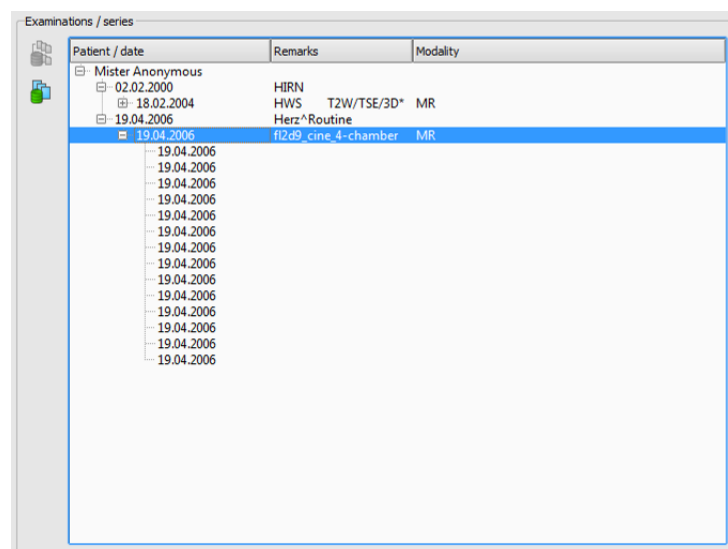 Examinations / series
Patient / date Remarks Modality
Mister Anonymous
02.02.2000 HIRN
18.02.2004 HWS T2W/TSE/3D* MR
19.04.2006 Herz^Routine
19.04.2006 fl2d9_cine_4-chamber MR
19.04.2006
19.04.2006
19.04.2006
19.04.2006
19.04.2006
19.04.2006
19.04.2006
19.04.2006
19.04.2006
19.04.2006
19.04.2006
19.04.2006
19.04.2006
19.04.2006